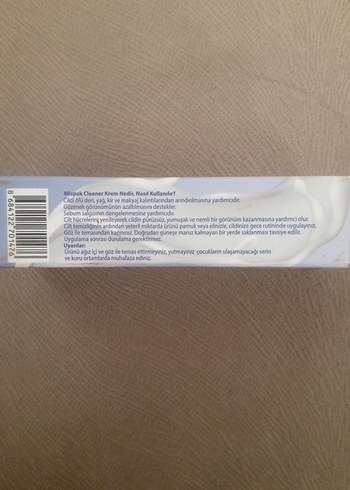 Mispak Cleaner Krem Nedir, Nasıl Kullanılır?
Cildi ölü deri, yağ, kir ve makyaj kalıntılarından arındırılmasına yardımcıdır.
Gözenek görünümünün azaltılmasını destekler.
Sebum salgısının dengelenmesine yardımcıdır.
Cilt hücrelerini yenileyerek cildin pürüzsüz, yumuşak ve nemli bir görünüm kazanmasına yardımcı olur.
Cilt temizliğinin ardından yeterli miktarda ürünü pamuk veya elinizle, cildinize gece rutininde uygulayınız.
Göz ile temasından kaçınınız. Doğrudan güneşe maruz kalmayan bir yerde saklanması tavsiye edilir.
Uygulama sonrası durulama gerektirmez.
Uyarılar:
Ürünü ağız içi ve göz ile temas ettirmeyiniz, yutmayınız çocukların ulaşamayacağı serin
ve kuru ortamlarda muhafaza ediniz.
8 684122 701676